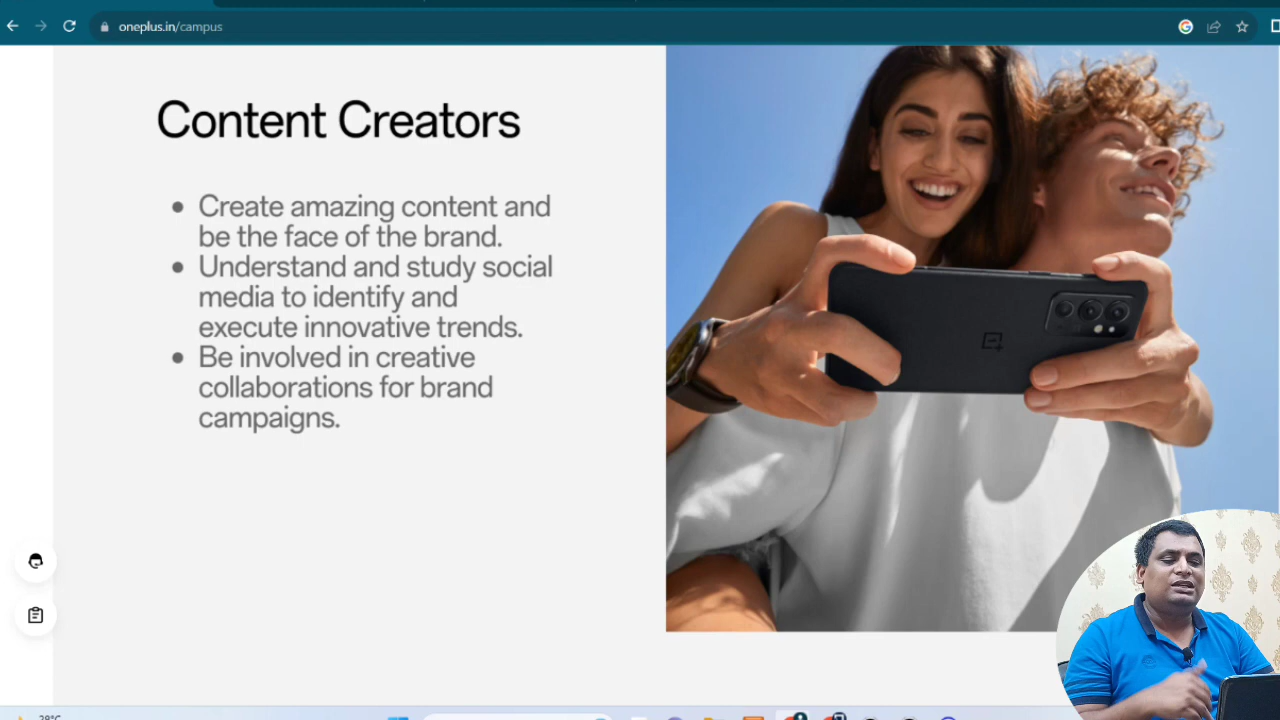 oneplus.in/campus
Content Creators
Create amazing content and
be the face of the brand.
Understand and study social
media to identify and
execute innovative trends.
Be involved in creative
collaborations for brand
campaigns.